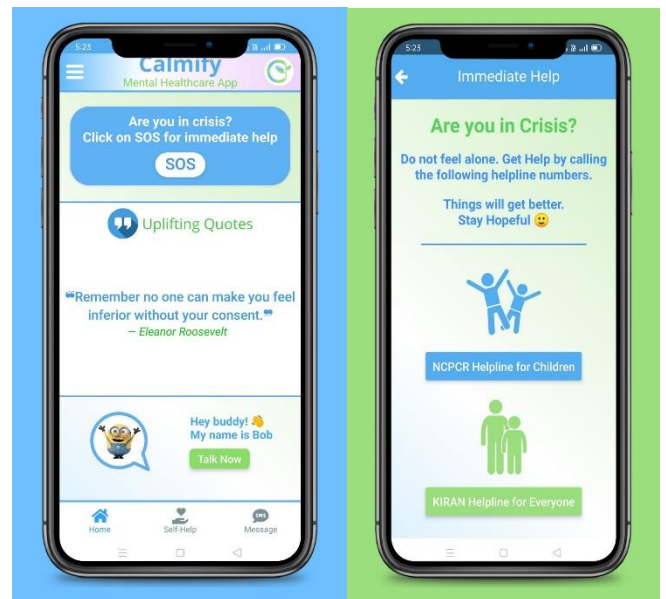 5:23
Calmify
Mental Healthcare App
Are you in crisis?
Click on SOS for immediate help
SOS
Uplifting Quotes
❝Remember no one can make you feel
inferior without your consent.❞
— Eleanor Roosevelt
Hey buddy! 👋
My name is Bob
Talk Now
Home
Self-Help
SMS
Message
5:23
Immediate Help
Are you in Crisis?
Do not feel alone. Get Help by calling
the following helpline numbers.
Things will get better.
Stay Hopeful 🙂
NCPCR Helpline for Children
KIRAN Helpline for Everyone